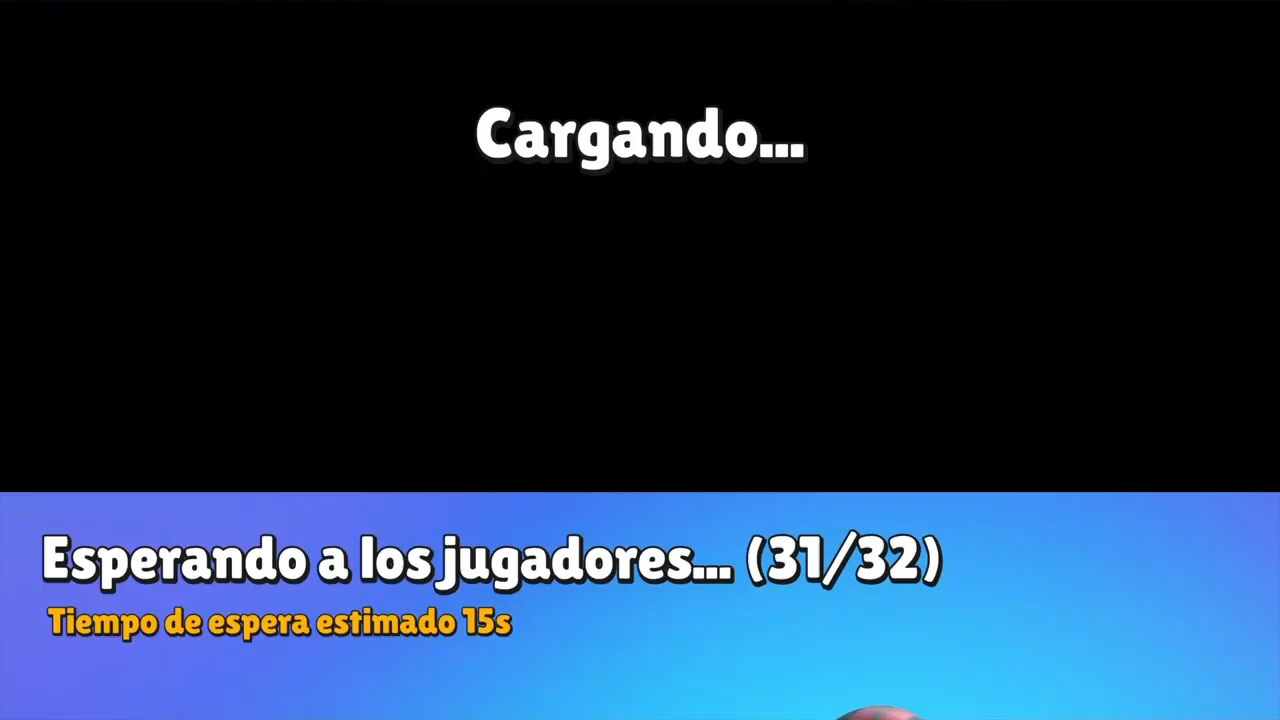 Cargando...
Esperando a los jugadores... (31/32)
Tiempo de espera estimado 15s